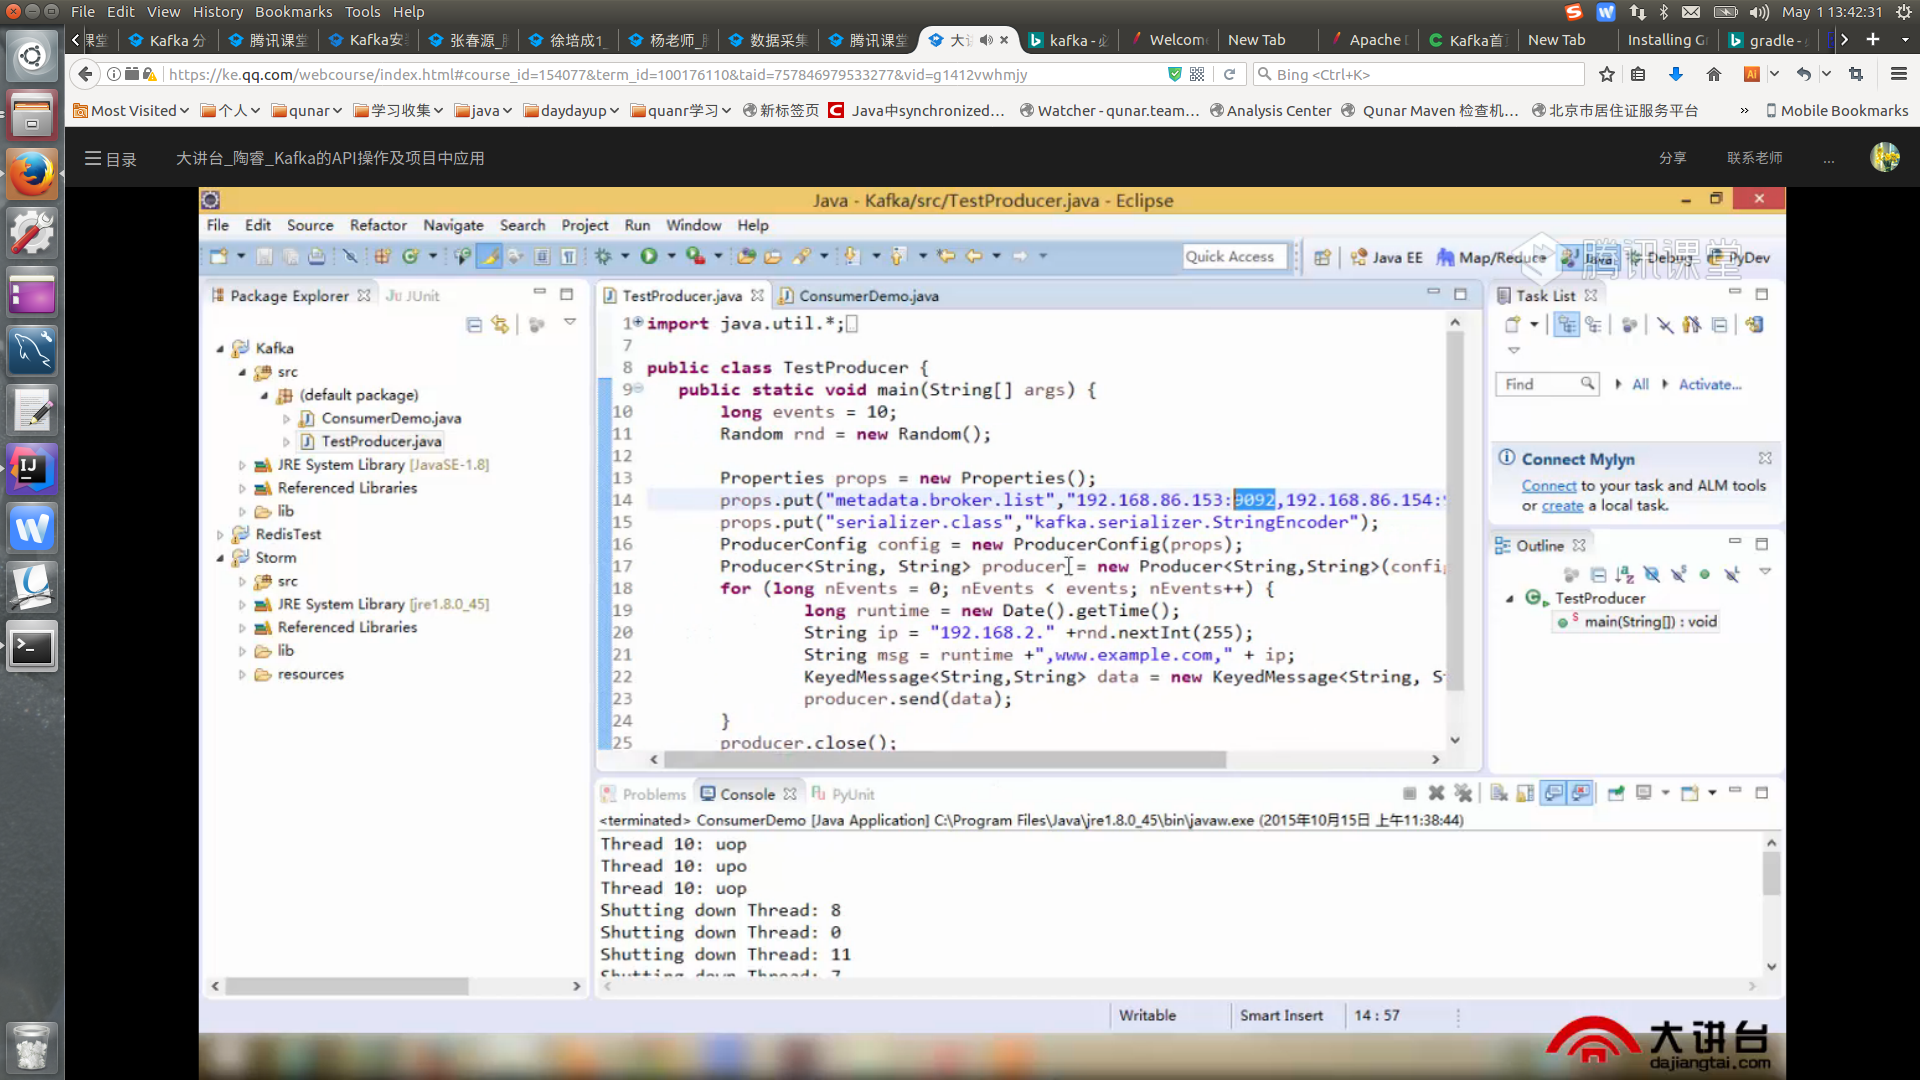 File Edit View History Bookmarks Tools Help
May 1 13:42:31
Kafka 分
腾讯课堂
Kafka安
张春源_
徐培成1_
杨老师_
数据采集
腾讯课堂
kafka - 必
Welcome
New Tab
Apache
Kafka首
New Tab
Installing Gr
gradle -
https://ke.qq.com/webcourse/index.html#course_id=154077&term_id=100176110&taid=757846979533277&vid=g1412vwhmjy
Bing <Ctrl+K>
Most Visited 个人 qunar 学习收集 java daydayup quanr学习 新标签页 Java中synchronized... Watcher - qunar.team... Analysis Center Qunar Maven 检查机... 北京市居住证服务平台 » Mobile Bookmarks
目录 大讲台_陶睿_Kafka的API操作及项目中应用 分享 联系老师 ...
Java - Kafka/src/TestProducer.java - Eclipse
File Edit Source Refactor Navigate Search Project Run Window Help
Quick Access Java EE Map/Reduce Java Debug PyDev
腾讯课堂
Package Explorer JUnit
Kafka
src
(default package)
ConsumerDemo.java
TestProducer.java
JRE System Library [JavaSE-1.8]
Referenced Libraries
lib
RedisTest
Storm
src
JRE System Library [jre1.8.0_45]
Referenced Libraries
lib
resources
TestProducer.java ConsumerDemo.java
1 import java.util.*;
7
8 public class TestProducer {
9 public static void main(String[] args) {
10 long events = 10;
11 Random rnd = new Random();
12
13 Properties props = new Properties();
14 props.put("metadata.broker.list","192.168.86.153:9092,192.168.86.154:
15 props.put("serializer.class","kafka.serializer.StringEncoder");
16 ProducerConfig config = new ProducerConfig(props);
17 Producer<String, String> producer = new Producer<String,String>(config
18 for (long nEvents = 0; nEvents < events; nEvents++) {
19 long runtime = new Date().getTime();
20 String ip = "192.168.2." +rnd.nextInt(255);
21 String msg = runtime +",www.example.com," + ip;
22 KeyedMessage<String,String> data = new KeyedMessage<String, S
23 producer.send(data);
24 }
25 producer.close();
Task List
Find All Activate...
Connect Mylyn
Connect to your task and ALM tools
or create a local task.
Outline
TestProducer
main(String[]) : void
Problems Console PyUnit
<terminated> ConsumerDemo [Java Application] C:\Program Files\Java\jre1.8.0_45\bin\javaw.exe (2015年10月15日 上午11:38:44)
Thread 10: uop
Thread 10: upo
Thread 10: uop
Shutting down Thread: 8
Shutting down Thread: 0
Shutting down Thread: 11
Shutting down Thread: 7
Writable Smart Insert 14 : 57
大讲台
dajiangtai.com